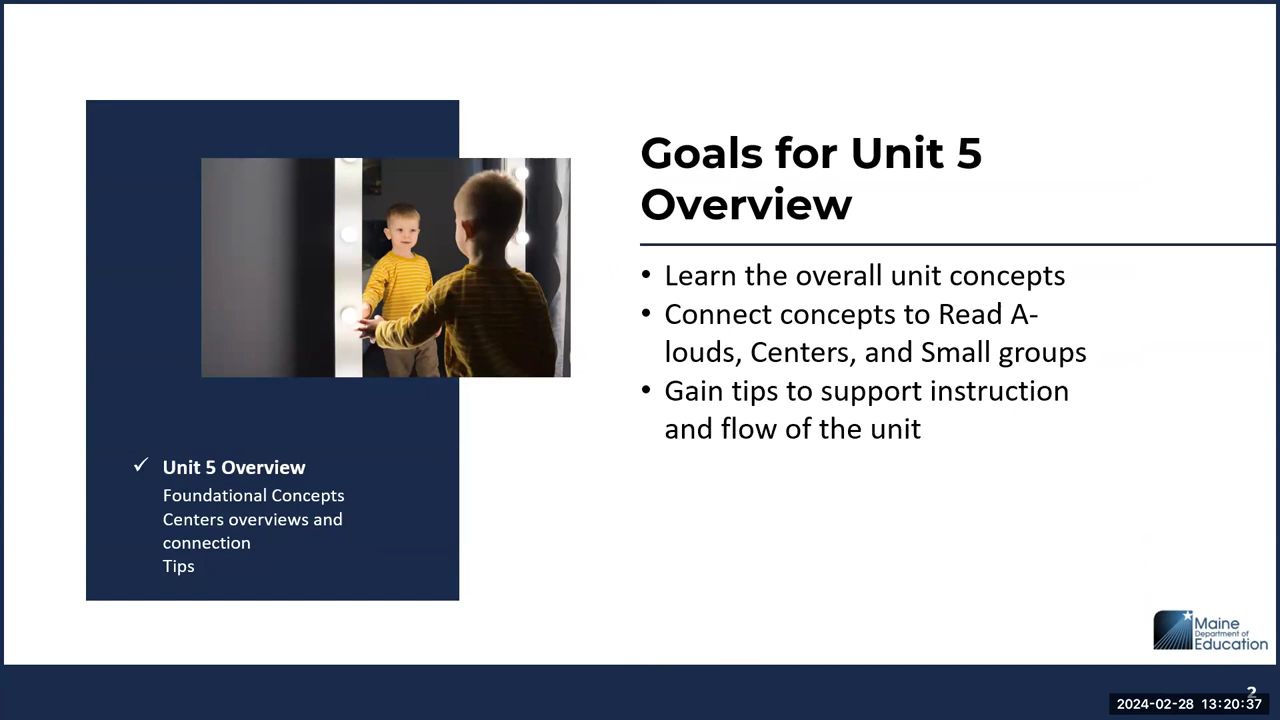 Goals for Unit 5
Overview
• Learn the overall unit concepts
• Connect concepts to Read A-
louds, Centers, and Small groups
• Gain tips to support instruction
and flow of the unit
✓ Unit 5 Overview
Foundational Concepts
Centers overviews and
connection
Tips
Maine
Department of
Education
2
2024-02-28 13:20:37